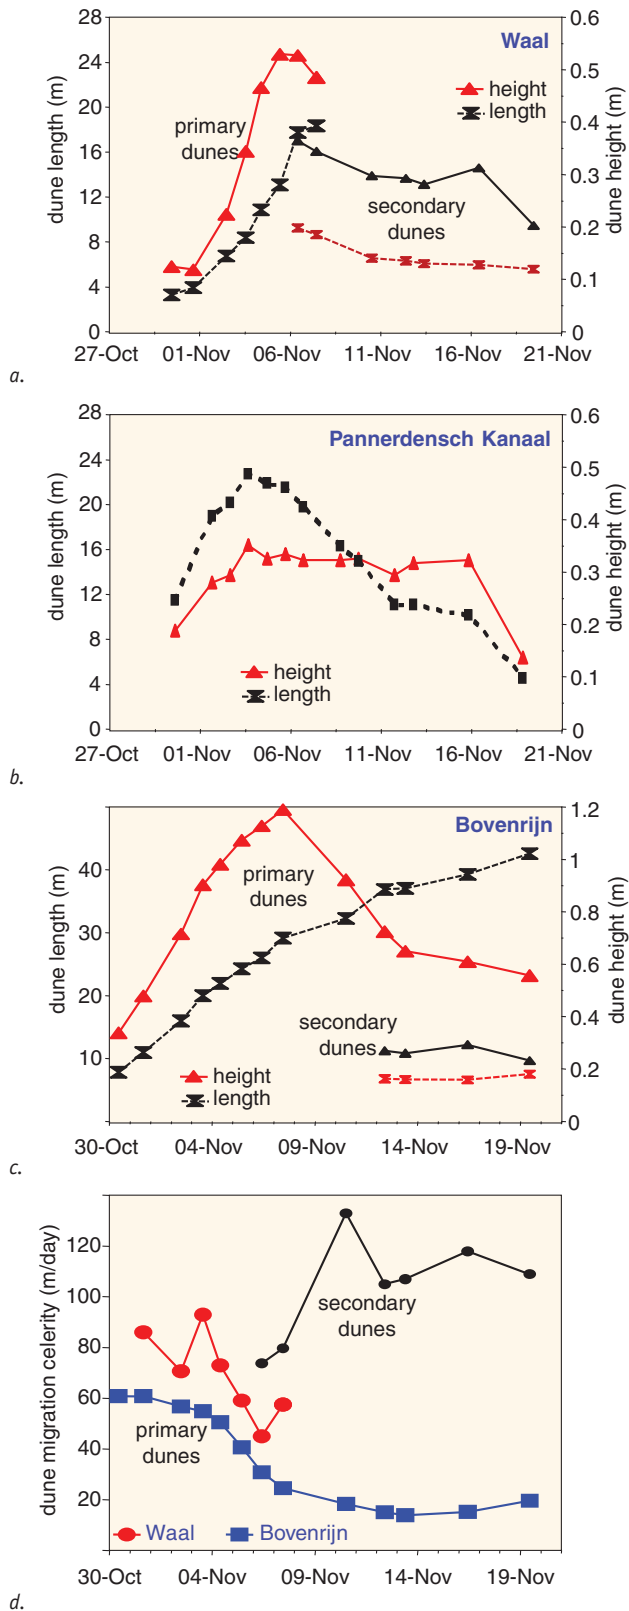 28
24
20
16
12
8
4
0
dune length (m)
Waal
height
length
primary
dunes
secondary
dunes
0.6
0.5
0.4
0.3
0.2
0.1
0
dune height (m)
27-Oct 01-Nov 06-Nov 11-Nov 16-Nov 21-Nov
a.
28
24
20
16
12
8
4
0
dune length (m)
Pannerdensch Kanaal
height
length
0.6
0.5
0.4
0.3
0.2
0.1
0
dune height (m)
27-Oct 01-Nov 06-Nov 11-Nov 16-Nov 21-Nov
b.
40
30
20
10
dune length (m)
Bovenrijn
primary
dunes
secondary
dunes
height
length
1.2
1
0.8
0.6
0.4
0.2
0
dune height (m)
30-Oct 04-Nov 09-Nov 14-Nov 19-Nov
c.
120
100
80
60
40
20
dune migration celerity (m/day)
secondary
dunes
primary
dunes
Waal Bovenrijn
30-Oct 04-Nov 09-Nov 14-Nov 19-Nov
d.